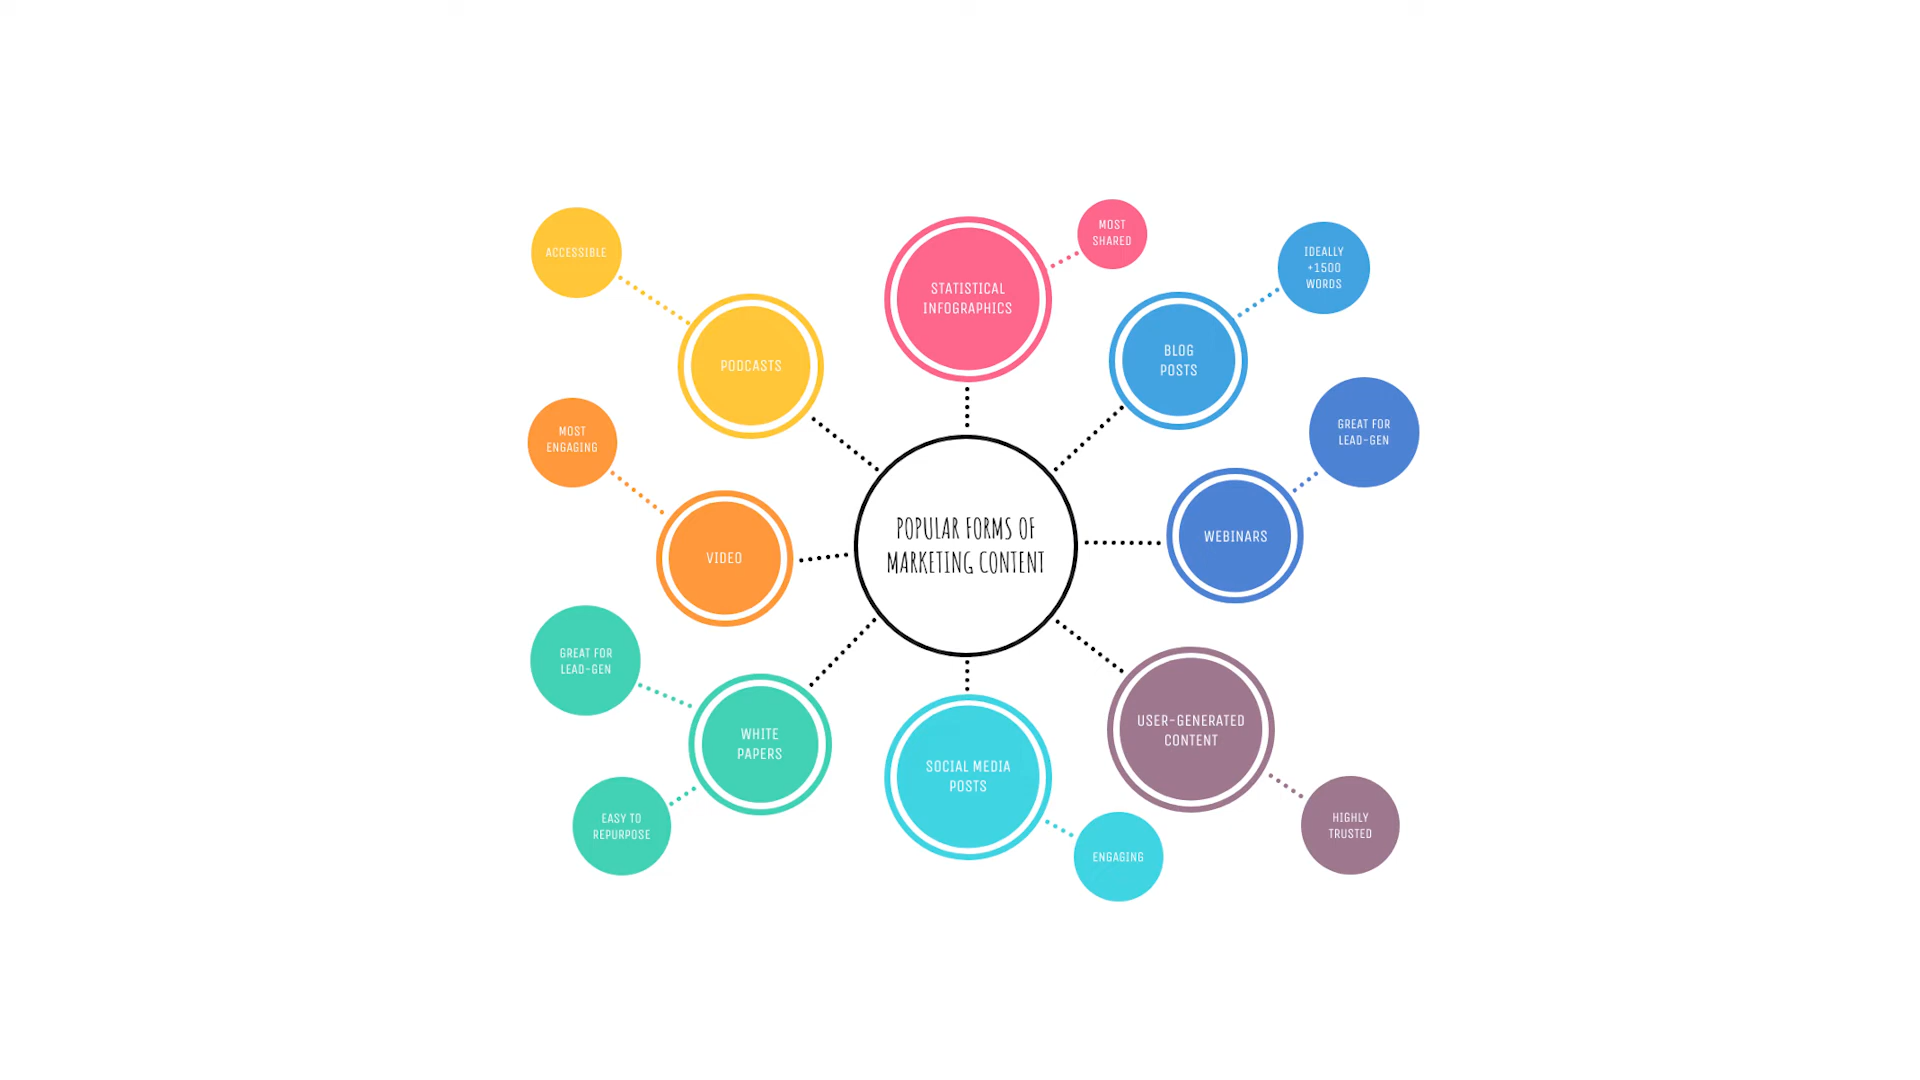 POPULAR FORMS OF
MARKETING CONTENT
STATISTICAL
INFOGRAPHICS
MOST
SHARED
BLOG
POSTS
IDEALLY
+1500
WORDS
WEBINARS
GREAT FOR
LEAD-GEN
USER-GENERATED
CONTENT
HIGHLY
TRUSTED
SOCIAL MEDIA
POSTS
ENGAGING
WHITE
PAPERS
EASY TO
REPURPOSE
GREAT FOR
LEAD-GEN
VIDEO
MOST
ENGAGING
PODCASTS
ACCESSIBLE